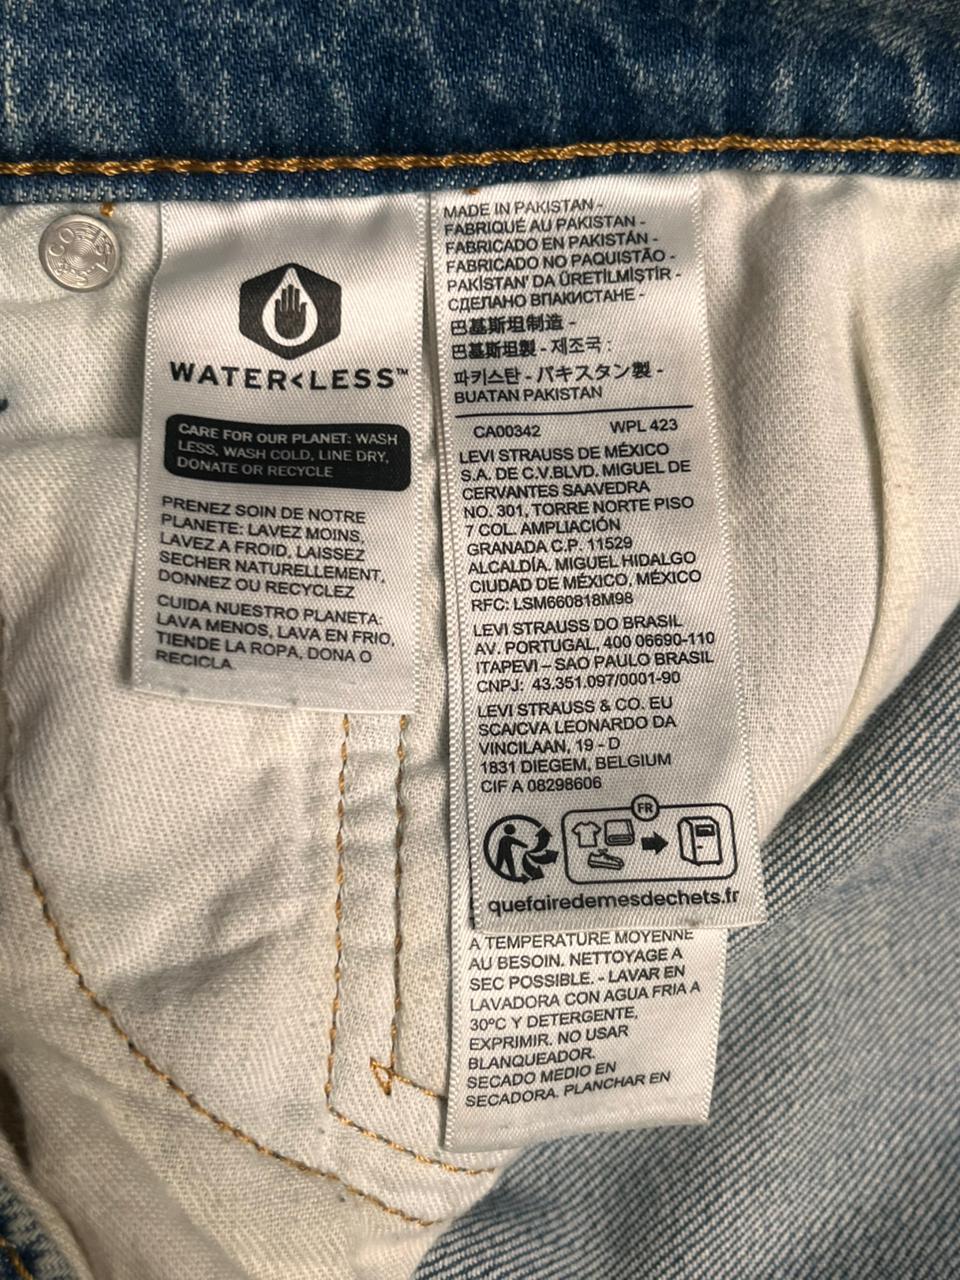 WATER<LESS™
CARE FOR OUR PLANET: WASH
LESS, WASH COLD, LINE DRY,
DONATE OR RECYCLE
PRENEZ SOIN DE NOTRE
PLANETE: LAVEZ MOINS,
LAVEZ A FROID, LAISSEZ
SECHER NATURELLEMENT,
DONNEZ OU RECYCLEZ
CUIDA NUESTRO PLANETA:
LAVA MENOS, LAVA EN FRIO,
TIENDE LA ROPA, DONA O
RECICLA.
MADE IN PAKISTAN -
FABRIQUÉ AU PAKISTAN -
FABRICADO EN PAKISTÁN -
FABRICADO NO PAQUISTÃO -
PAKİSTAN' DA ÜRETİLMİŞTİR -
СДЕЛАНО ВПАКИСТАНЕ -
巴基斯坦制造 -
巴基斯坦製 - 제조국 :
파키스탄 - パキスタン製 -
BUATAN PAKISTAN
CA00342 WPL 423
LEVI STRAUSS DE MÉXICO
S.A. DE C.V.BLVD. MIGUEL DE
CERVANTES SAAVEDRA
NO. 301, TORRE NORTE PISO
7 COL. AMPLIACIÓN
GRANADA C.P. 11529
ALCALDÍA. MIGUEL HIDALGO
CIUDAD DE MÉXICO, MÉXICO
RFC: LSM660818M98
LEVI STRAUSS DO BRASIL
AV. PORTUGAL, 400 06690-110
ITAPEVI – SAO PAULO BRASIL
CNPJ: 43.351.097/0001-90
LEVI STRAUSS & CO. EU
SCA/CVA LEONARDO DA
VINCILAAN, 19 - D
1831 DIEGEM, BELGIUM
CIF A 08298606
FR
quefairedemesdechets.fr
A TEMPERATURE MOYENNE
AU BESOIN. NETTOYAGE A
SEC POSSIBLE. - LAVAR EN
LAVADORA CON AGUA FRIA A
30ºC Y DETERGENTE,
EXPRIMIR. NO USAR
BLANQUEADOR.
SECADO MEDIO EN
SECADORA. PLANCHAR EN